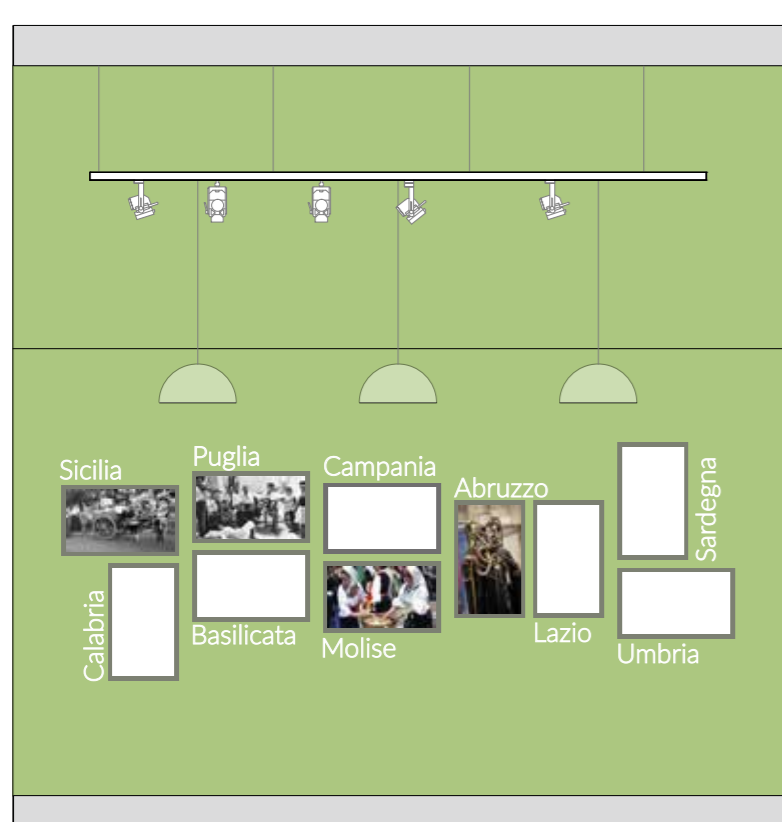 Sicilia
Puglia
Campania
Abruzzo
Sardegna
Calabria
Basilicata
Molise
Lazio
Umbria